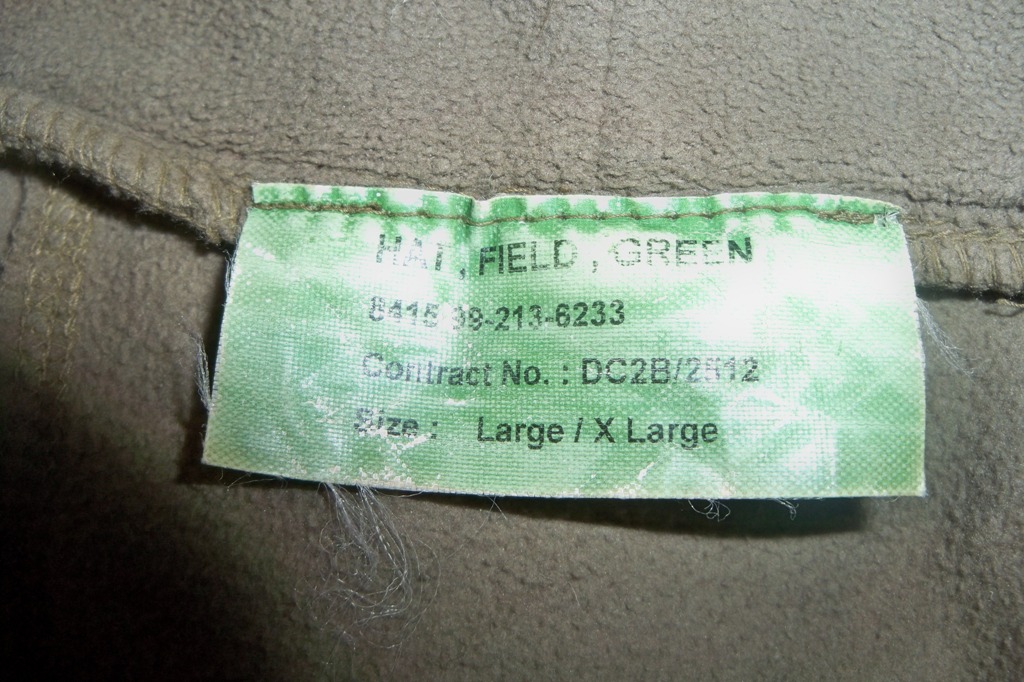 HAT, FIELD, GREEN
8415 99-213-6233
Contract No. : DC2B/2512
Size : Large / X Large